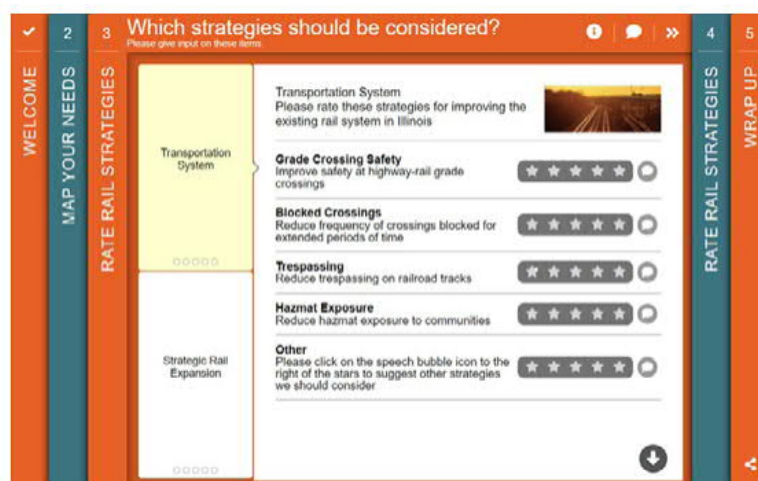 WELCOME
2
MAP YOUR NEEDS
3
RATE RAIL STRATEGIES
Which strategies should be considered?
Please give input on these items
Transportation
System
Strategic Rail
Expansion
Transportation System
Please rate these strategies for improving the
existing rail system in Illinois
Grade Crossing Safety
Improve safety at highway-rail grade
crossings
Blocked Crossings
Reduce frequency of crossings blocked for
extended periods of time
Trespassing
Reduce trespassing on railroad tracks
Hazmat Exposure
Reduce hazmat exposure to communities
Other
Please click on the speech bubble icon to the
right of the stars to suggest other strategies
we should consider
4
RATE RAIL STRATEGIES
5
WRAP UP